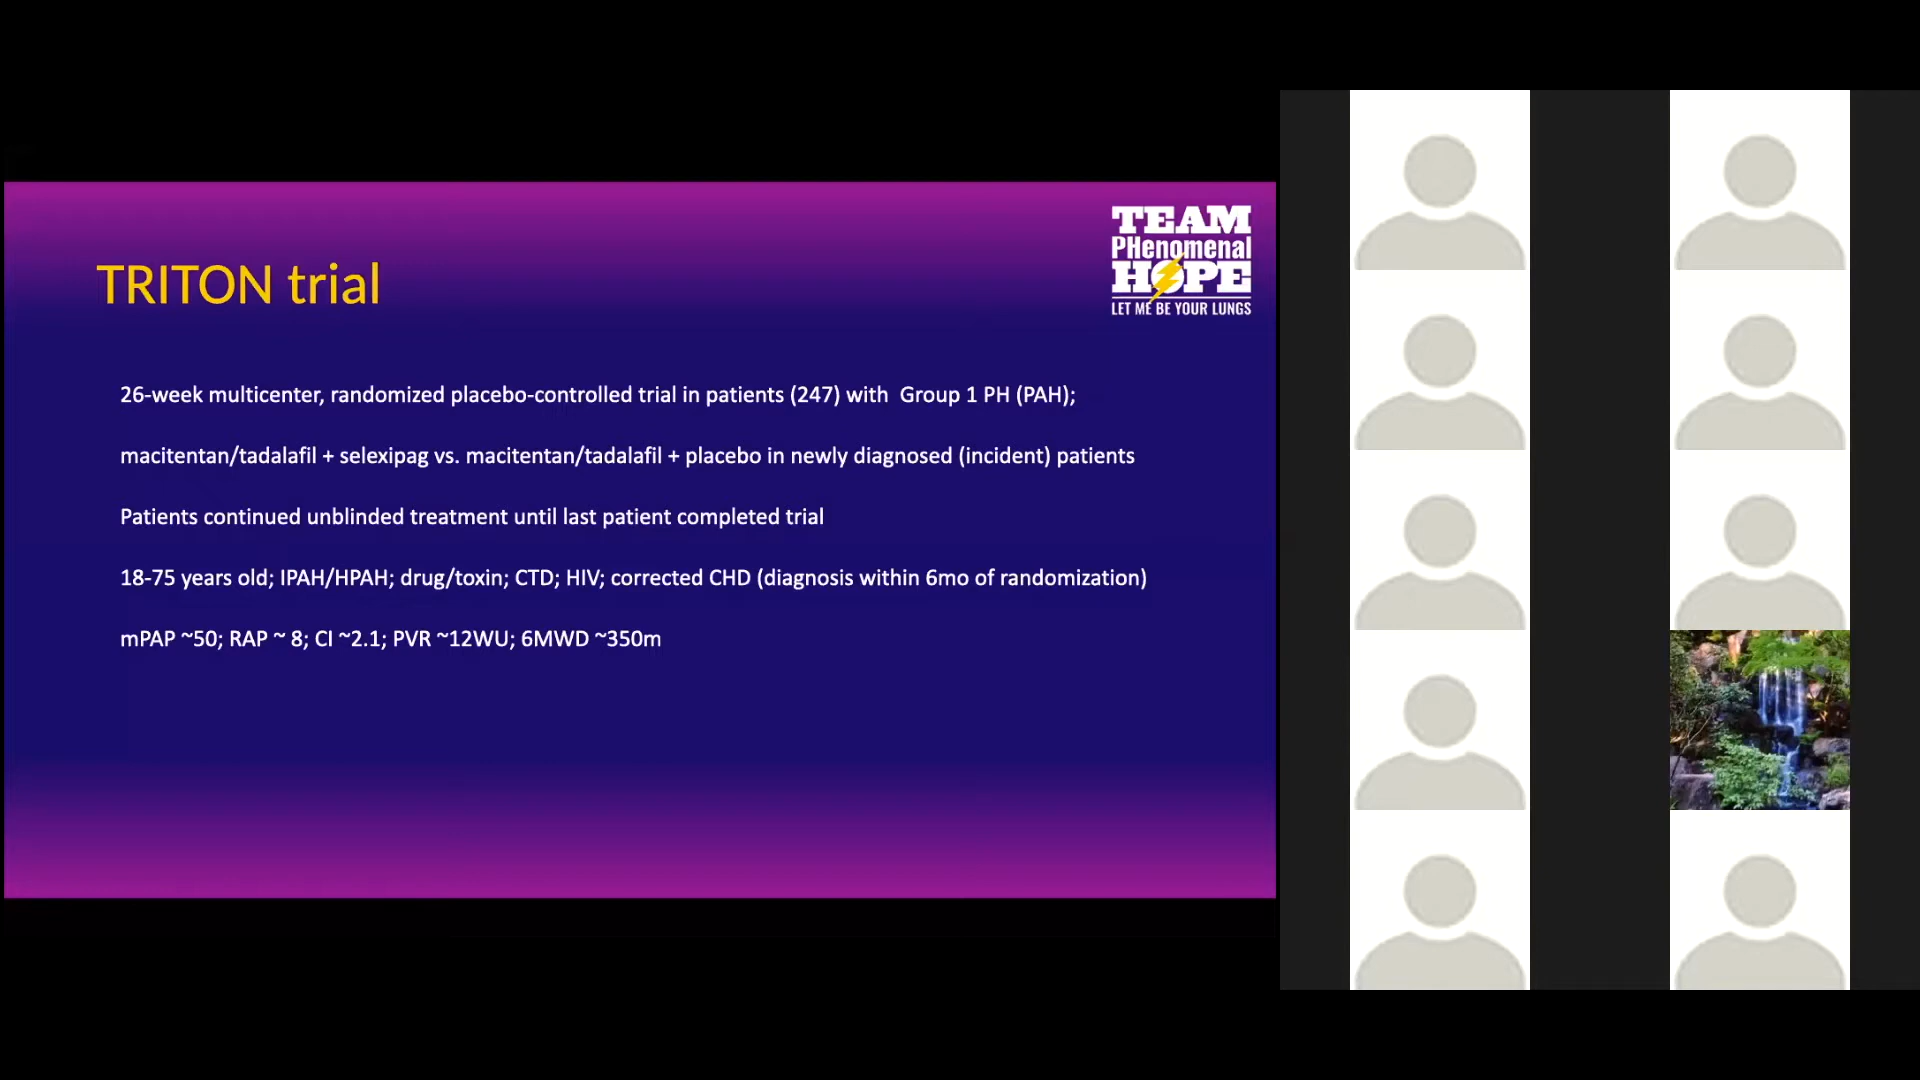 TEAM
PHenomenal
HOPE
LET ME BE YOUR LUNGS
TRITON trial
26-week multicenter, randomized placebo-controlled trial in patients (247) with  Group 1 PH (PAH);
macitentan/tadalafil + selexipag vs. macitentan/tadalafil + placebo in newly diagnosed (incident) patients
Patients continued unblinded treatment until last patient completed trial
18-75 years old; IPAH/HPAH; drug/toxin; CTD; HIV; corrected CHD (diagnosis within 6mo of randomization)
mPAP ~50; RAP ~ 8; CI ~2.1; PVR ~12WU; 6MWD ~350m